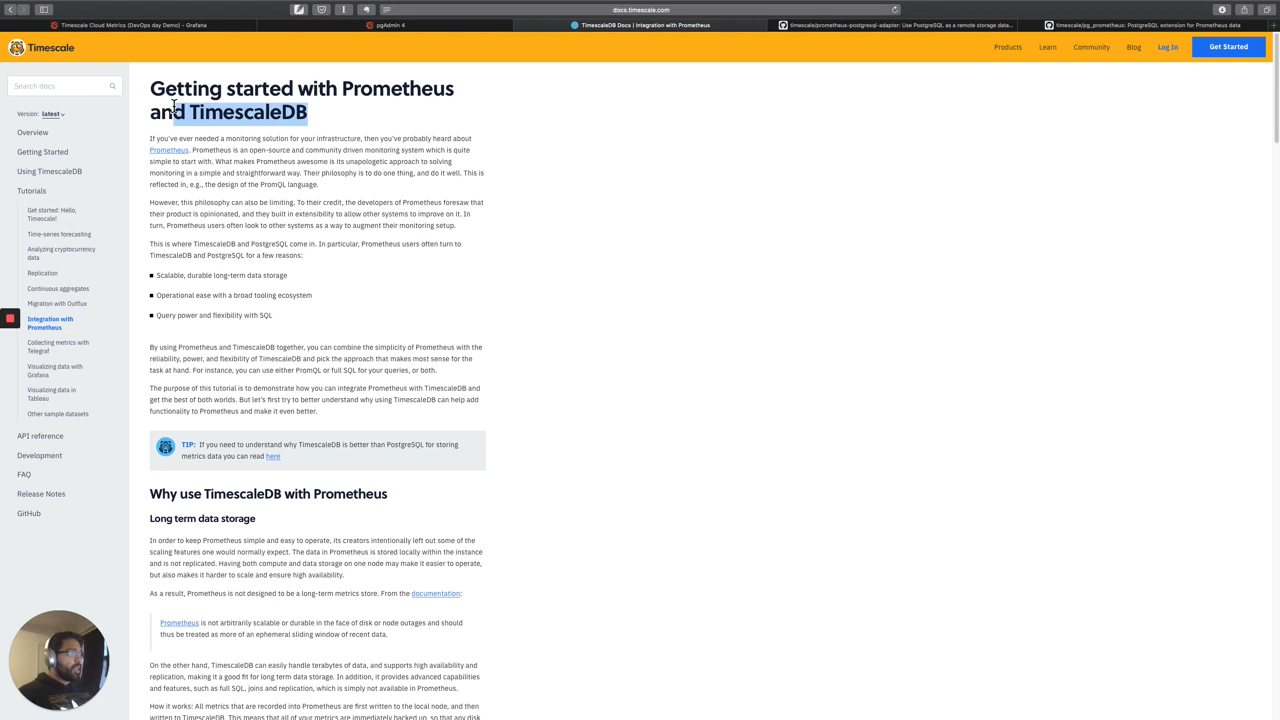 docs.timescale.com
Timescale Cloud Metrics (DevOps day Demo) - Grafana
pgAdmin 4
TimescaleDB Docs | Integration with Prometheus
timescale/prometheus-postgresql-adapter: Use PostgreSQL as a remote storage data...
timescale/pg_prometheus: PostgreSQL extension for Prometheus data
Timescale
Products
Learn
Community
Blog
Log In
Get Started
Search docs
Version: latest
Overview
Getting Started
Using TimescaleDB
Tutorials
Get started: Hello,
Timescale!
Time-series forecasting
Analyzing cryptocurrency
data
Replication
Continuous aggregates
Migration with Outflux
Integration with
Prometheus
Collecting metrics with
Telegraf
Visualizing data with
Grafana
Visualizing data in
Tableau
Other sample datasets
API reference
Development
FAQ
Release Notes
GitHub
Getting started with Prometheus
and TimescaleDB
If you've ever needed a monitoring solution for your infrastructure, then you've probably heard about
Prometheus. Prometheus is an open-source and community driven monitoring system which is quite
simple to start with. What makes Prometheus awesome is its unapologetic approach to solving
monitoring in a simple and straightforward way. Their philosophy is to do one thing, and do it well. This is
reflected in, e.g., the design of the PromQL language.
However, this philosophy can also be limiting. To their credit, the developers of Prometheus foresaw that
their product is opinionated, and they built in extensibility to allow other systems to improve on it. In
turn, Prometheus users often look to other systems as a way to augment their monitoring setup.
This is where TimescaleDB and PostgreSQL come in. In particular, Prometheus users often turn to
TimescaleDB and PostgreSQL for a few reasons:
Scalable, durable long-term data storage
Operational ease with a broad tooling ecosystem
Query power and flexibility with SQL
By using Prometheus and TimescaleDB together, you can combine the simplicity of Prometheus with the
reliability, power, and flexibility of TimescaleDB and pick the approach that makes most sense for the
task at hand. For instance, you can use either PromQL or full SQL for your queries, or both.
The purpose of this tutorial is to demonstrate how you can integrate Prometheus with TimescaleDB and
get the best of both worlds. But let's first try to better understand why using TimescaleDB can help add
functionality to Prometheus and make it even better.
TIP: If you need to understand why TimescaleDB is better than PostgreSQL for storing
metrics data you can read here
Why use TimescaleDB with Prometheus
Long term data storage
In order to keep Prometheus simple and easy to operate, its creators intentionally left out some of the
scaling features one would normally expect. The data in Prometheus is stored locally within the instance
and is not replicated. Having both compute and data storage on one node may make it easier to operate,
but also makes it harder to scale and ensure high availability.
As a result, Prometheus is not designed to be a long-term metrics store. From the documentation:
Prometheus is not arbitrarily scalable or durable in the face of disk or node outages and should
thus be treated as more of an ephemeral sliding window of recent data.
On the other hand, TimescaleDB can easily handle terabytes of data, and supports high availability and
replication, making it a good fit for long term data storage. In addition, it provides advanced capabilities
and features, such as full SQL, joins and replication, which is simply not available in Prometheus.
How it works: All metrics that are recorded into Prometheus are first written to the local node, and then
written to TimescaleDB. This means that all of your metrics are immediately backed up, so that any disk